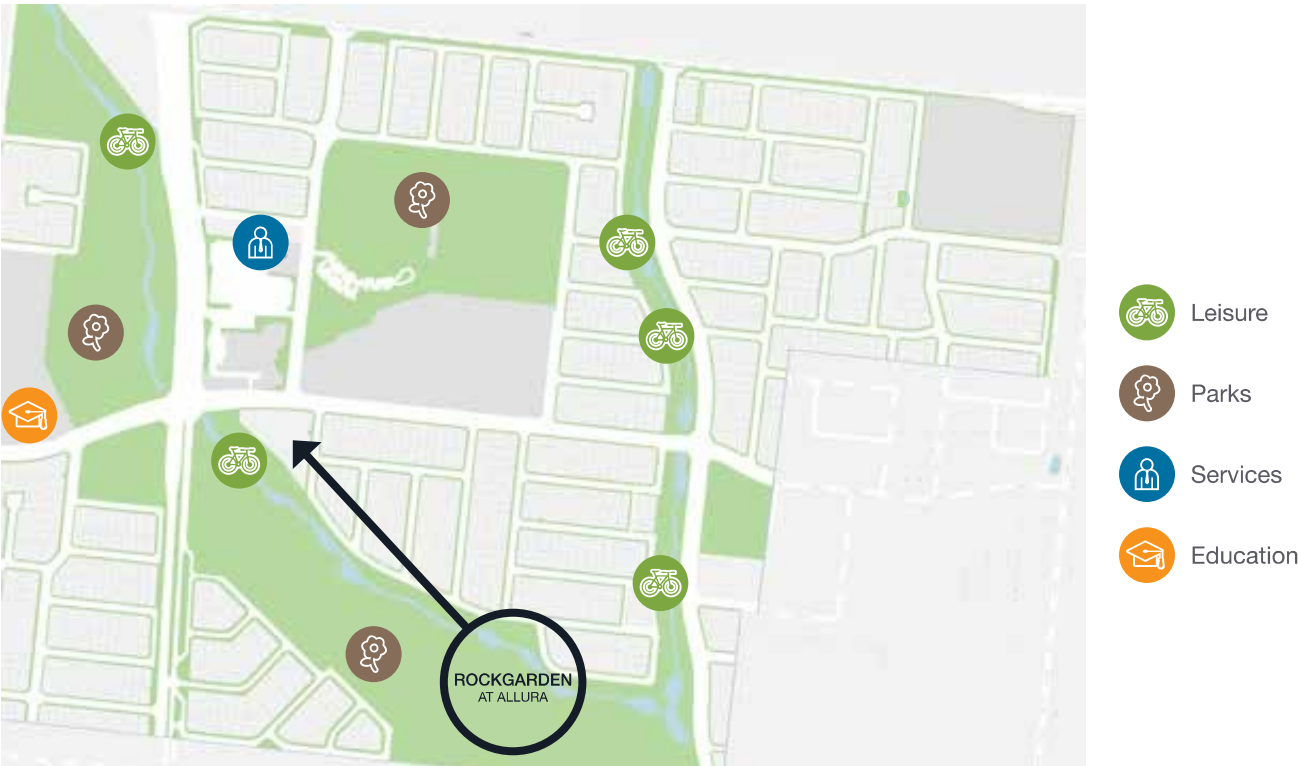 Leisure
Parks
Services
Education
ROCKGARDEN
AT ALLURA